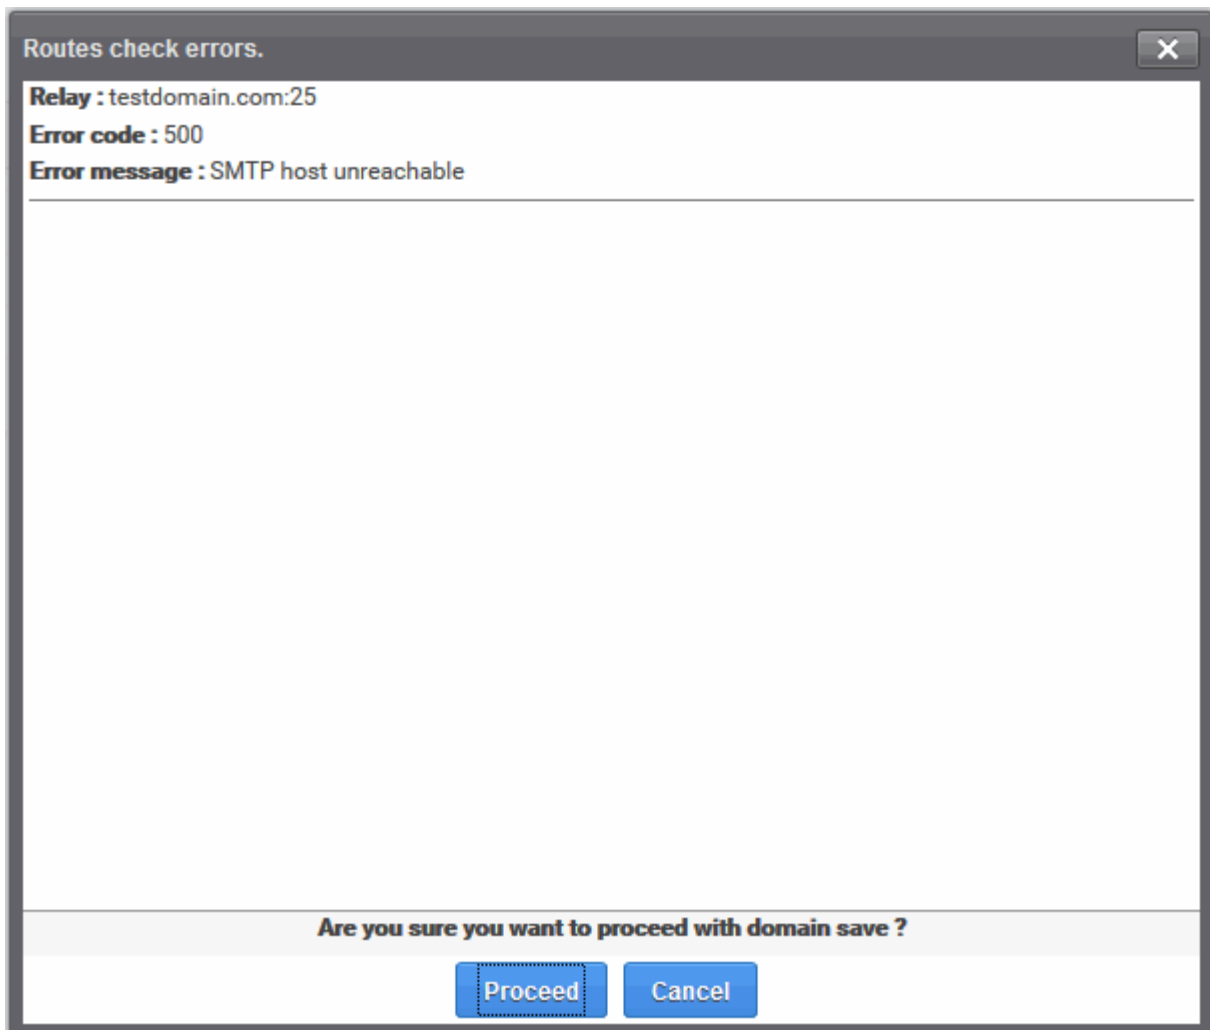 Routes check errors.
Relay : testdomain.com:25
Error code : 500
Error message : SMTP host unreachable
Are you sure you want to proceed with domain save ?
Proceed Cancel